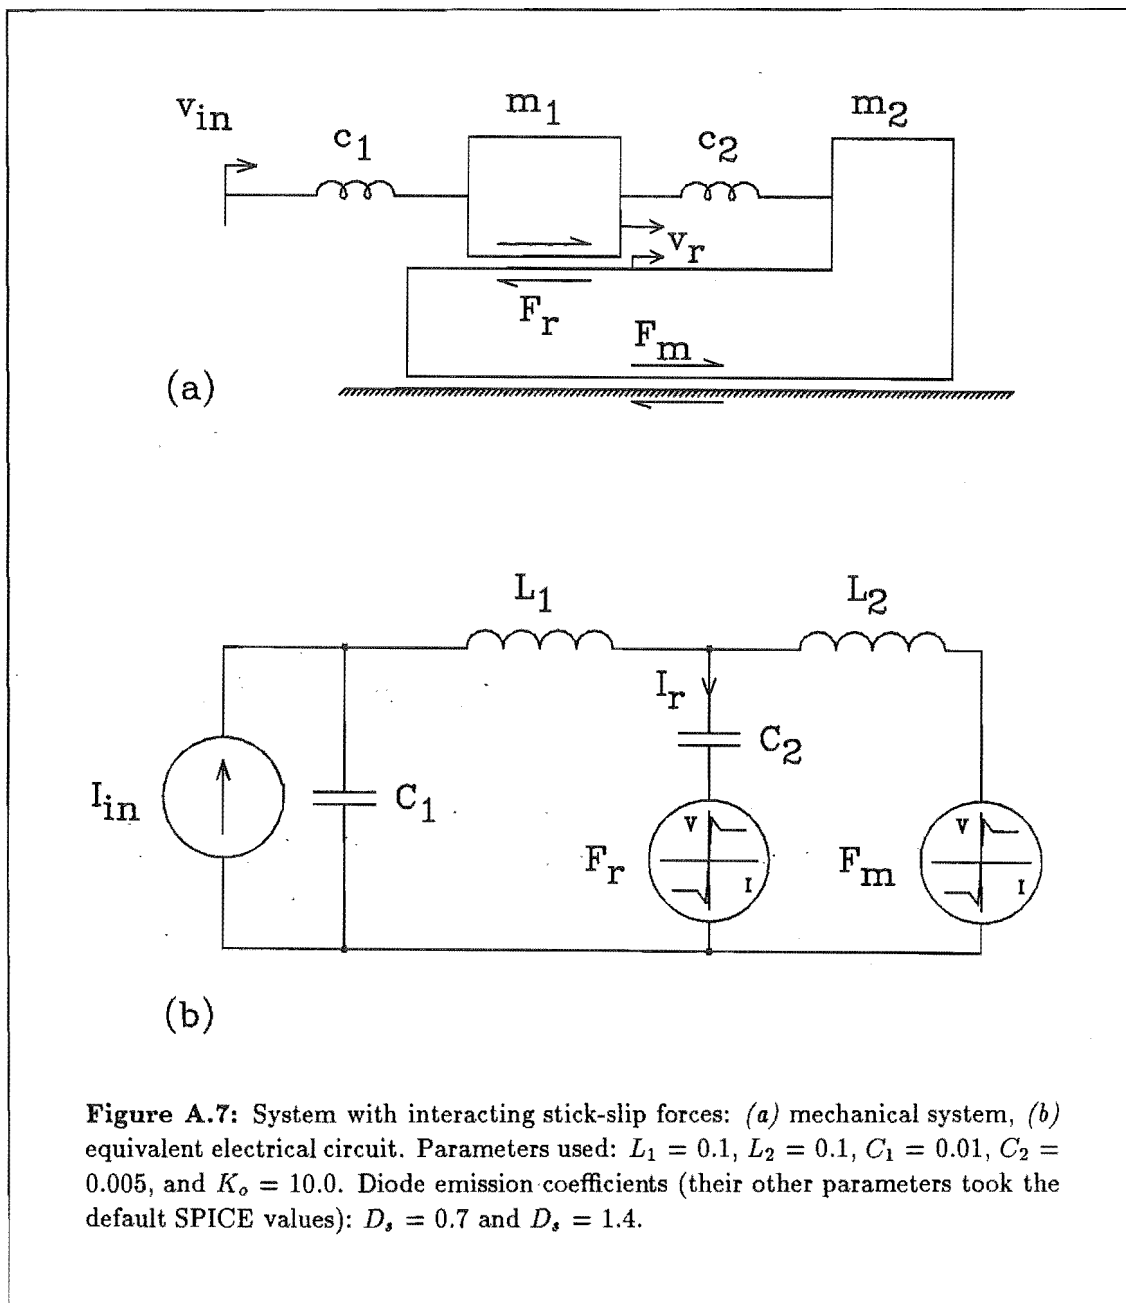 v_in
c_1
m_1
c_2
m_2
v_r
F_r
F_m
(a)
L_1
L_2
I_r
C_2
I_in
C_1
F_r
V
I
F_m
V
I
(b)
Figure A.7: System with interacting stick-slip forces: (a) mechanical system, (b)
equivalent electrical circuit. Parameters used: L_1 = 0.1, L_2 = 0.1, C_1 = 0.01, C_2 =
0.005, and K_o = 10.0. Diode emission coefficients (their other parameters took the
default SPICE values): D_s = 0.7 and D_s = 1.4.